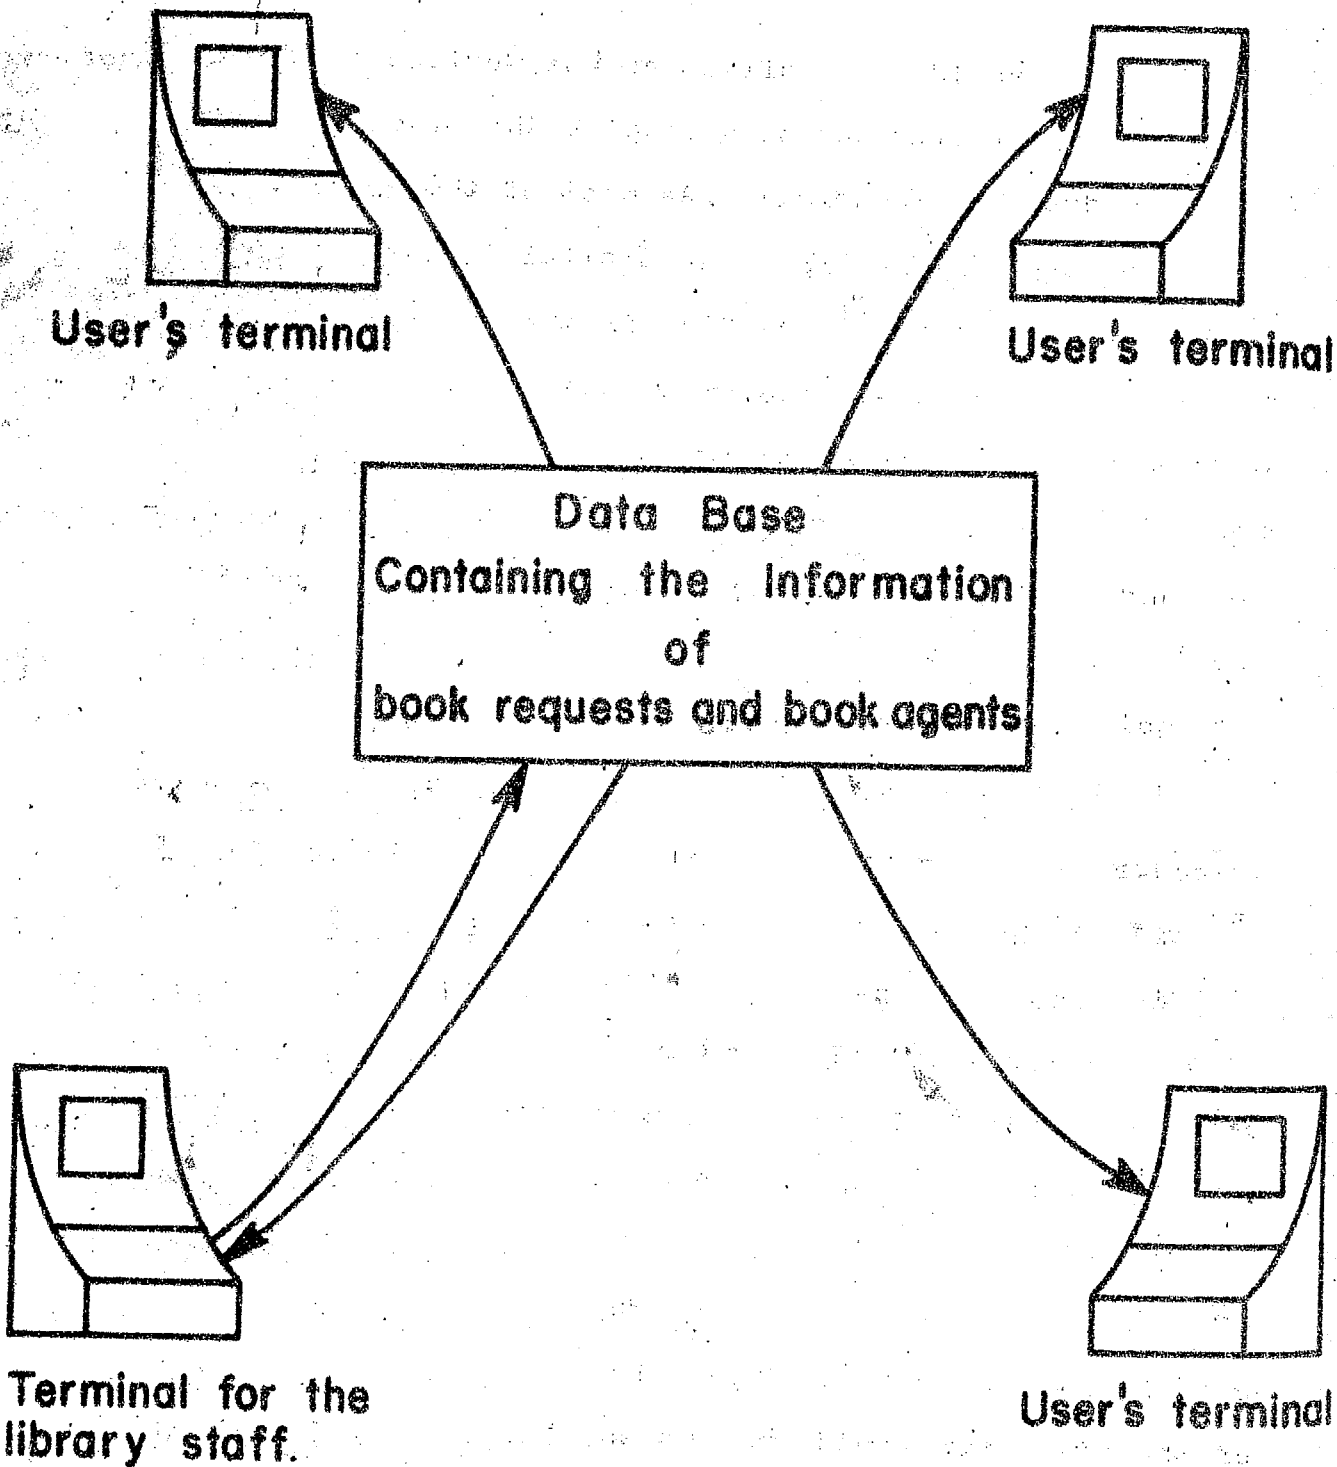 User's terminal
User's terminal
Data Base
Containing the Information
of
book requests and book agents
Terminal for the
library staff.
User's terminal